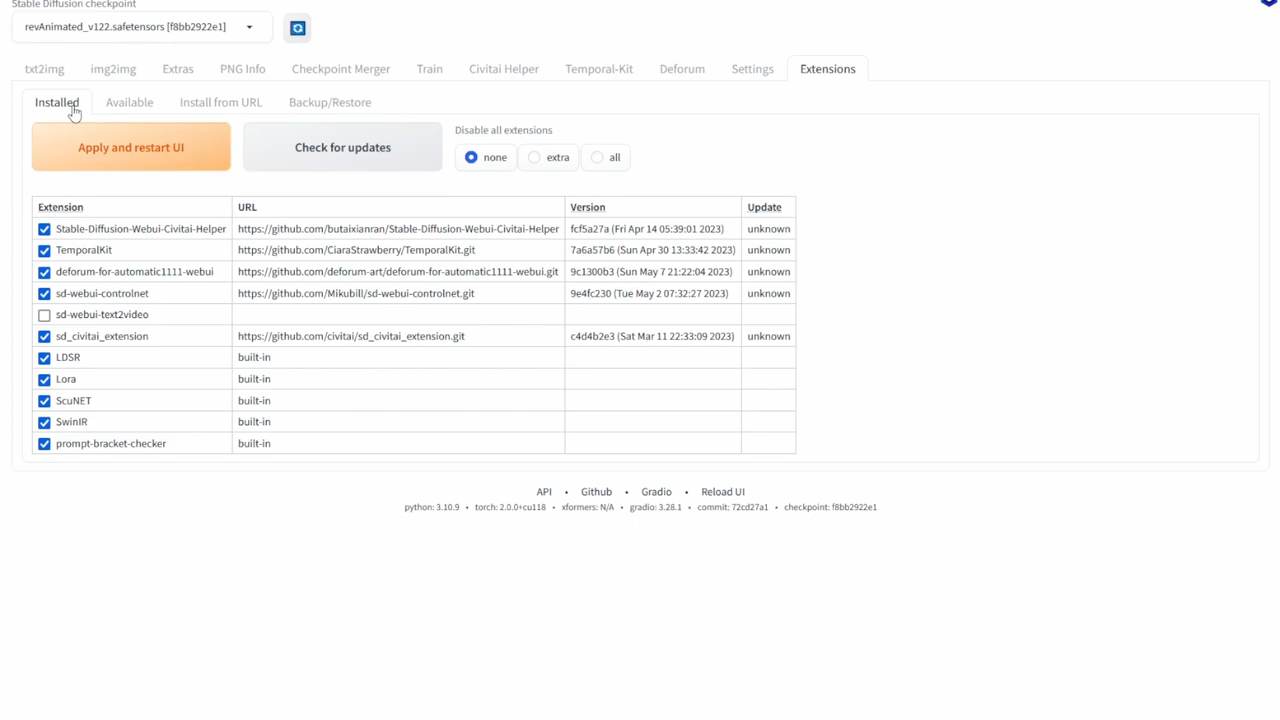 Stable Diffusion checkpoint
revAnimated_v122.safetensors [f8bb2922e1]
txt2img img2img Extras PNG Info Checkpoint Merger Train Civitai Helper Temporal-Kit Deforum Settings Extensions
Installed Available Install from URL Backup/Restore
Apply and restart UI Check for updates
Disable all extensions
none extra all
Extension URL Version Update
Stable-Diffusion-Webui-Civitai-Helper https://github.com/butaixianran/Stable-Diffusion-Webui-Civitai-Helper fcf5a27a (Fri Apr 14 05:39:01 2023) unknown
TemporalKit https://github.com/CiaraStrawberry/TemporalKit.git 7a6a57b6 (Sun Apr 30 13:33:42 2023) unknown
deforum-for-automatic1111-webui https://github.com/deforum-art/deforum-for-automatic1111-webui.git 9c1300b3 (Sun May 7 21:22:04 2023) unknown
sd-webui-controlnet https://github.com/Mikubill/sd-webui-controlnet.git 9e4fc230 (Tue May 2 07:32:27 2023) unknown
sd-webui-text2video
sd_civitai_extension https://github.com/civitai/sd_civitai_extension.git c4d4b2e3 (Sat Mar 11 22:33:09 2023) unknown
LDSR built-in
Lora built-in
ScuNET built-in
SwinIR built-in
prompt-bracket-checker built-in
API • Github • Gradio • Reload UI
python: 3.10.9 • torch: 2.0.0+cu118 • xformers: N/A • gradio: 3.28.1 • commit: 72cd27a1 • checkpoint: f8bb2922e1